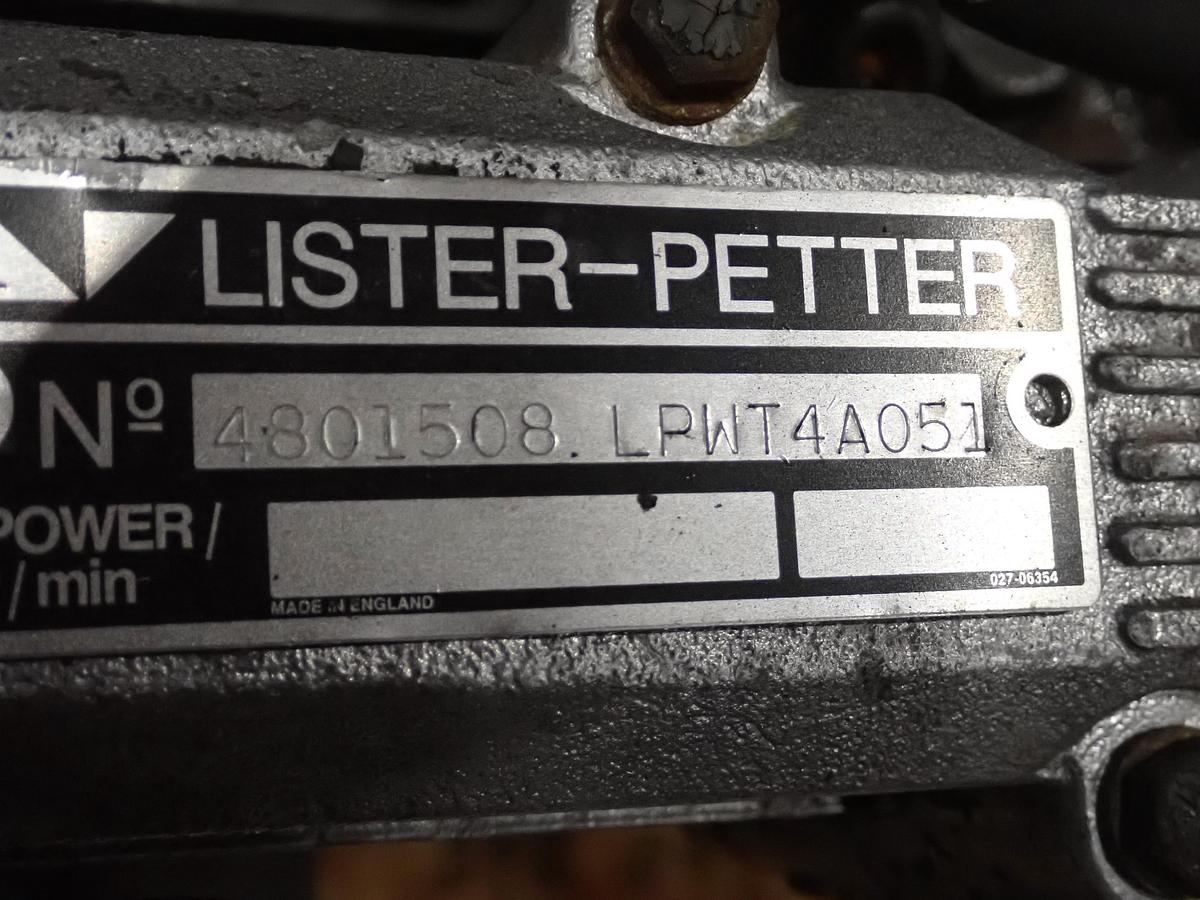 LISTER-PETTER
Nº 4801508 LPWT4A051
POWER/
/min
MADE IN ENGLAND
027-06354